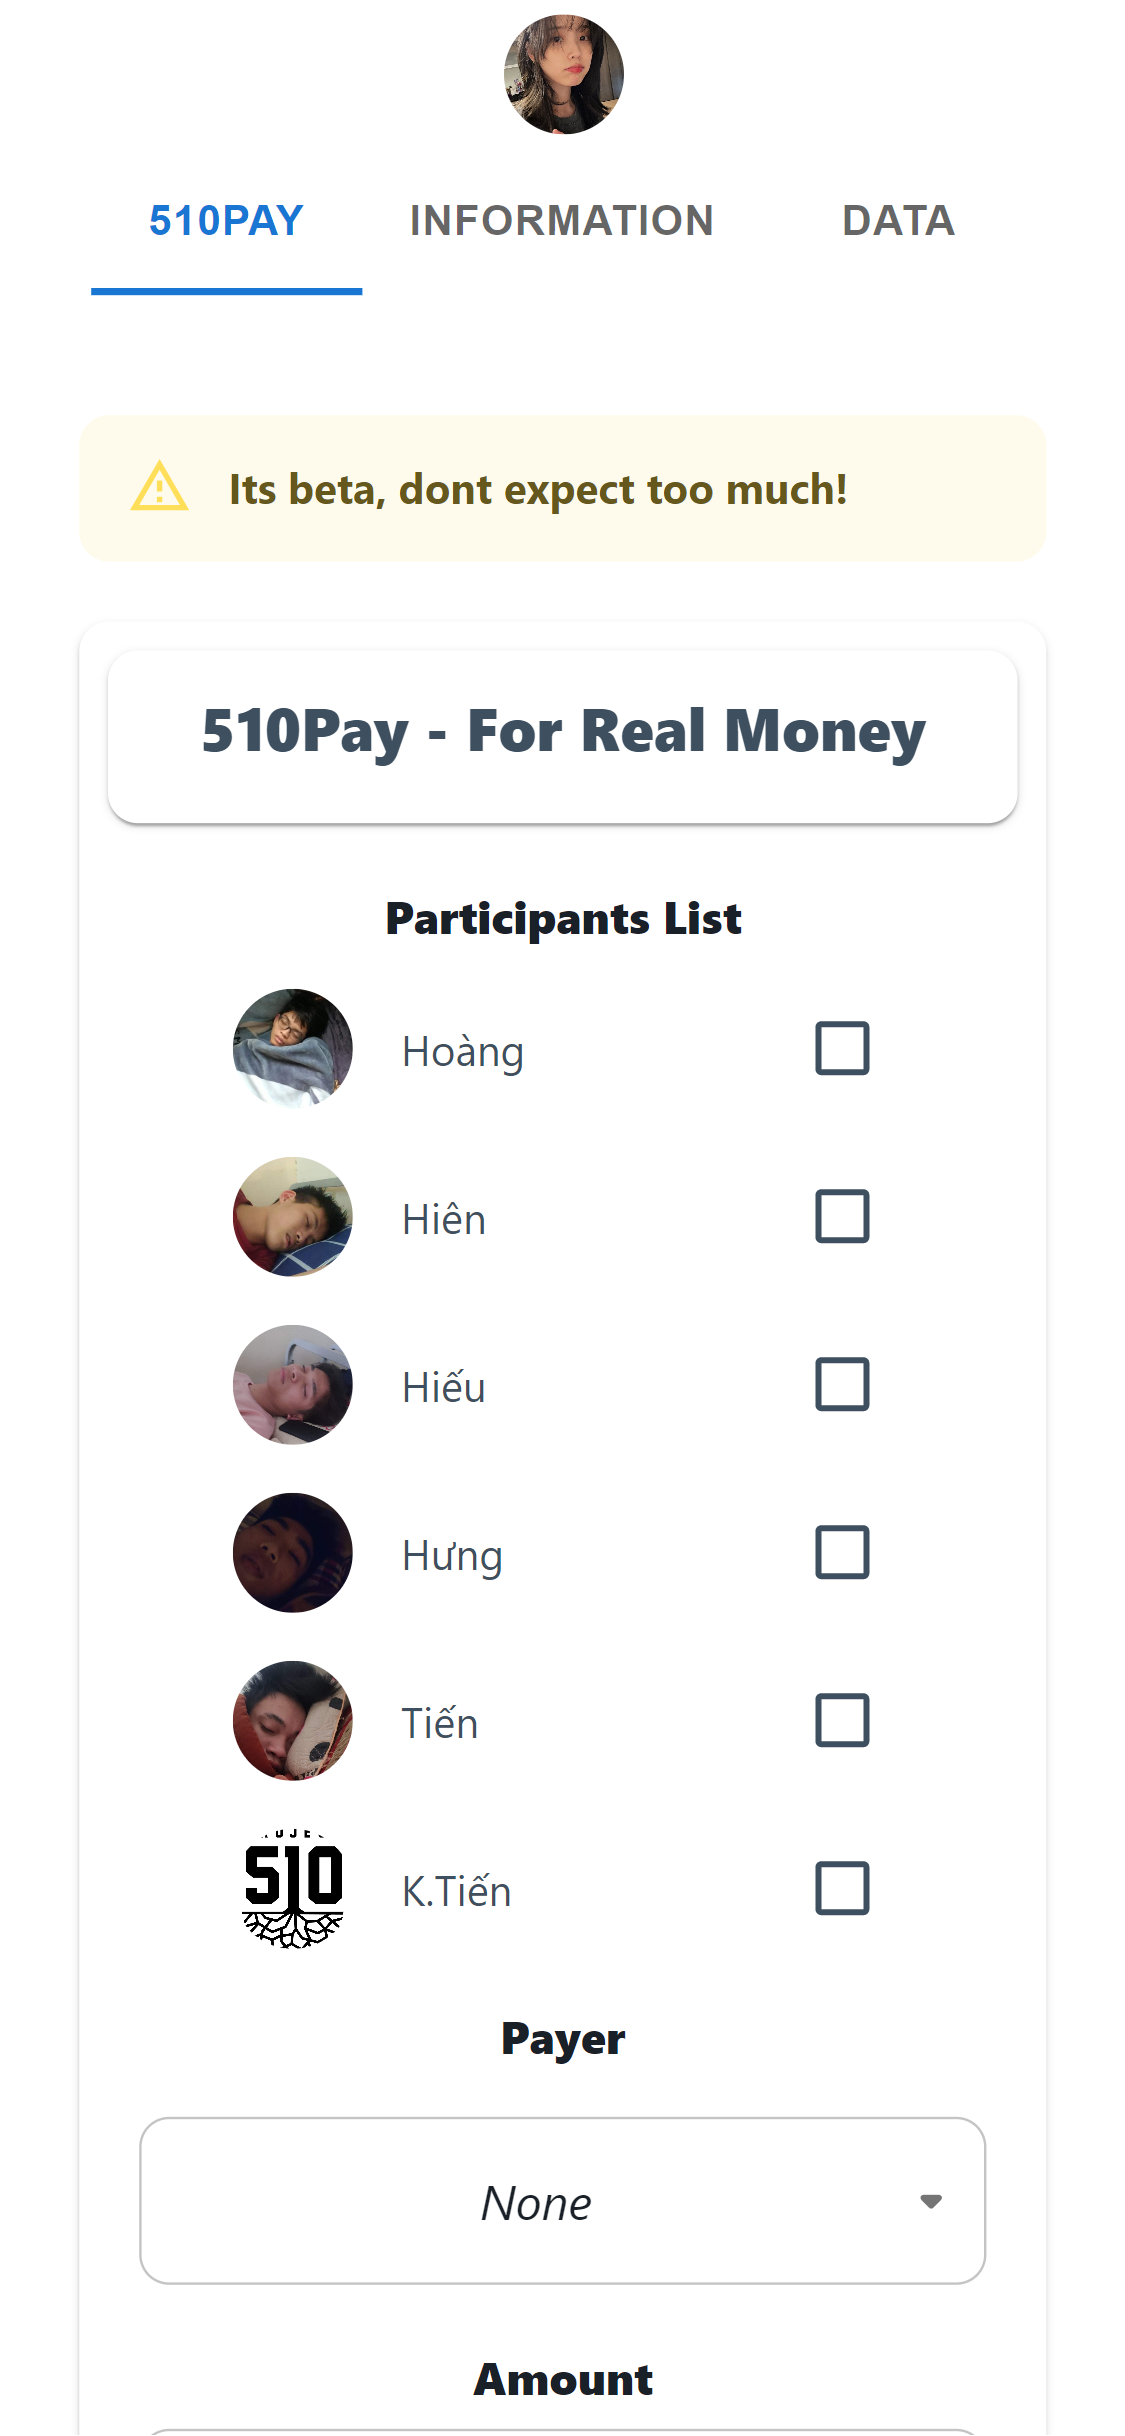 510PAY INFORMATION DATA
Its beta, dont expect too much!
510Pay - For Real Money
Participants List
Hoàng
Hiên
Hiếu
Hưng
Tiến
510
K.Tiến
Payer
None
Amount